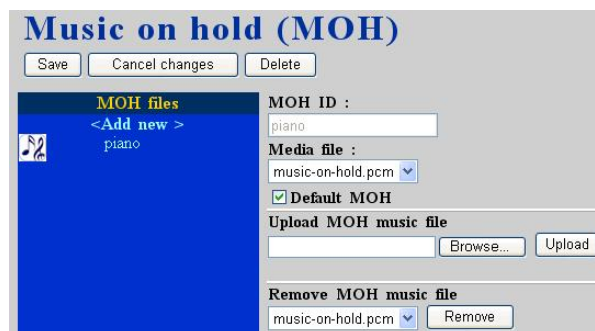 Music on hold (MOH)
Save Cancel changes Delete
MOH files
<Add new >
piano
MOH ID :
piano
Media file :
music-on-hold.pcm
Default MOH
Upload MOH music file
Browse... Upload
Remove MOH music file
music-on-hold.pcm Remove